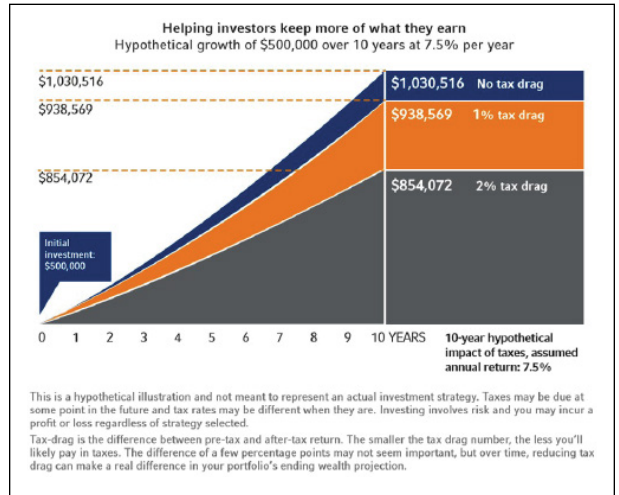 Helping investors keep more of what they earn
Hypothetical growth of $500,000 over 10 years at 7.5% per year
$1,030,516
$1,030,516 No tax drag
$938,569
$938,569 1% tax drag
$854,072
$854,072 2% tax drag
Initial
investment:
$500,000
0 1 2 3 4 5 6 7 8 9 10 YEARS
10-year hypothetical
impact of taxes, assumed
annual return: 7.5%
This is a hypothetical illustration and not meant to represent an actual investment strategy. Taxes may be due at
some point in the future and tax rates may be different when they are. Investing involves risk and you may incur a
profit or loss regardless of strategy selected.
Tax-drag is the difference between pre-tax and after-tax return. The smaller the tax drag number, the less you'll
likely pay in taxes. The difference of a few percentage points may not seem important, but over time, reducing tax
drag can make a real difference in your portfolio's ending wealth projection.